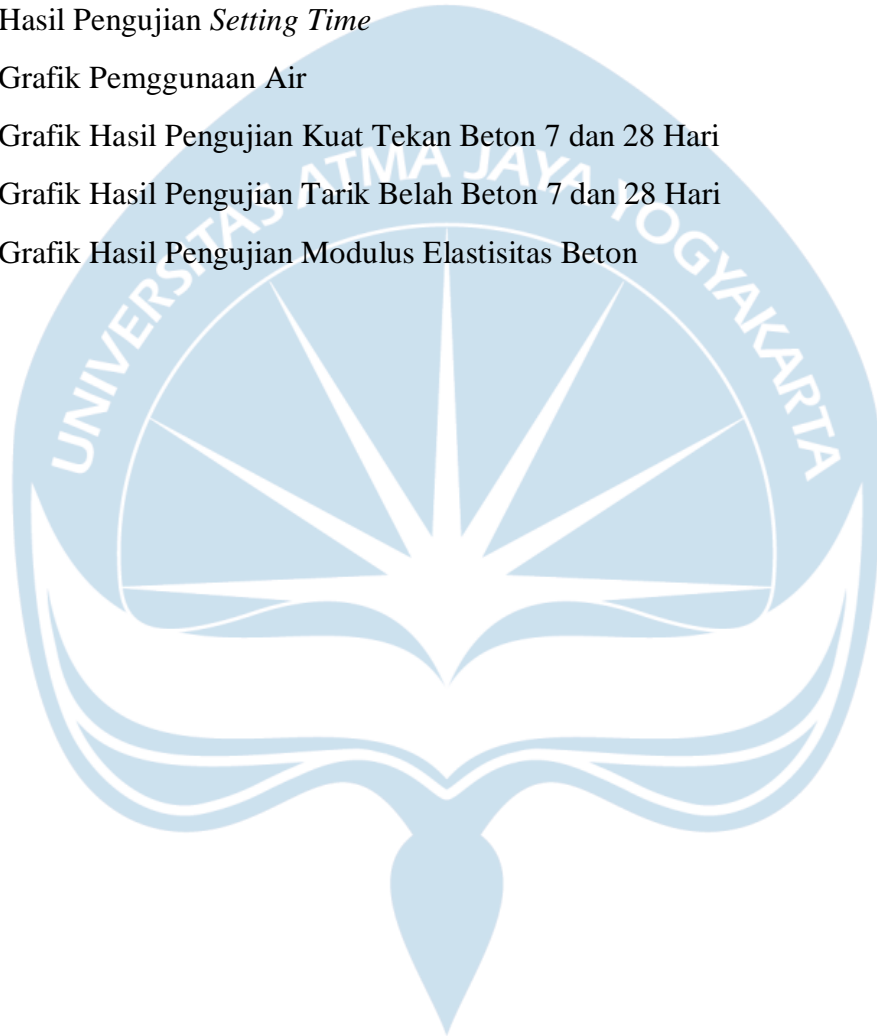 Hasil Pengujian Setting Time
Grafik Pemggunaan Air
Grafik Hasil Pengujian Kuat Tekan Beton 7 dan 28 Hari
Grafik Hasil Pengujian Tarik Belah Beton 7 dan 28 Hari
Grafik Hasil Pengujian Modulus Elastisitas Beton
UNIVERSITAS ATMA JAYA YOGYAKARTA